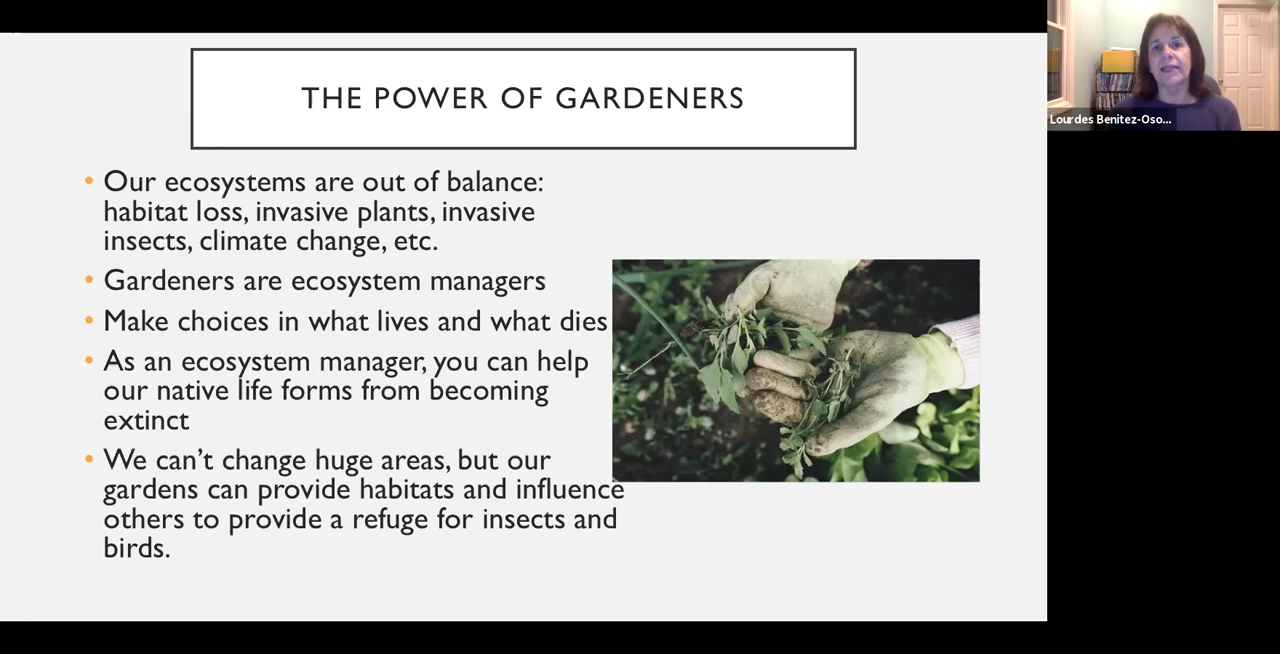 THE POWER OF GARDENERS
• Our ecosystems are out of balance:
habitat loss, invasive plants, invasive
insects, climate change, etc.
• Gardeners are ecosystem managers
• Make choices in what lives and what dies
• As an ecosystem manager, you can help
our native life forms from becoming
extinct
• We can’t change huge areas, but our
gardens can provide habitats and influence
others to provide a refuge for insects and
birds.
Lourdes Benitez-Oso...